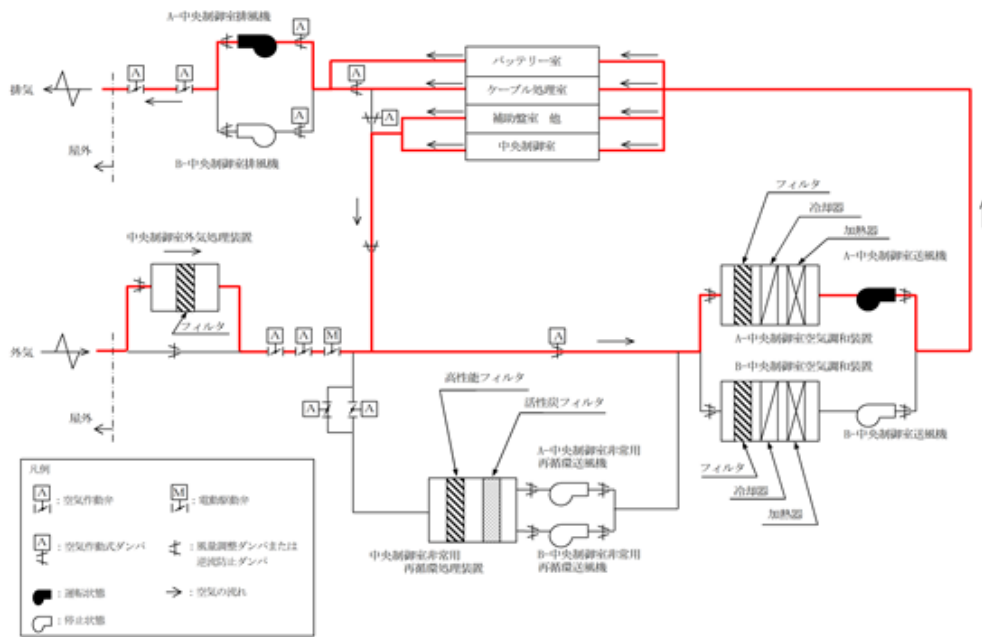 A-中央制御室排風機
A
A
A
A
排気
屋外
A
B-中央制御室排風機
A
バッテリー室
ケーブル処理室
補助盤室 他
中央制御室
中央制御室外気処理装置
フィルタ
外気
屋外
A
A
M
A
フィルタ
冷却器
加熱器
A-中央制御室送風機
A-中央制御室空気調和装置
B-中央制御室空気調和装置
B-中央制御室送風機
フィルタ
冷却器
加熱器
A
A
高性能フィルタ
活性炭フィルタ
A-中央制御室非常用
再循環送風機
中央制御室非常用
再循環処理装置
B-中央制御室非常用
再循環送風機
凡例
A
:空気作動弁
M
:電動駆動弁
A
:空気作動式ダンパ
:風量調整ダンパまたは
逆流防止ダンパ
:運転状態
:空気の流れ
:停止状態